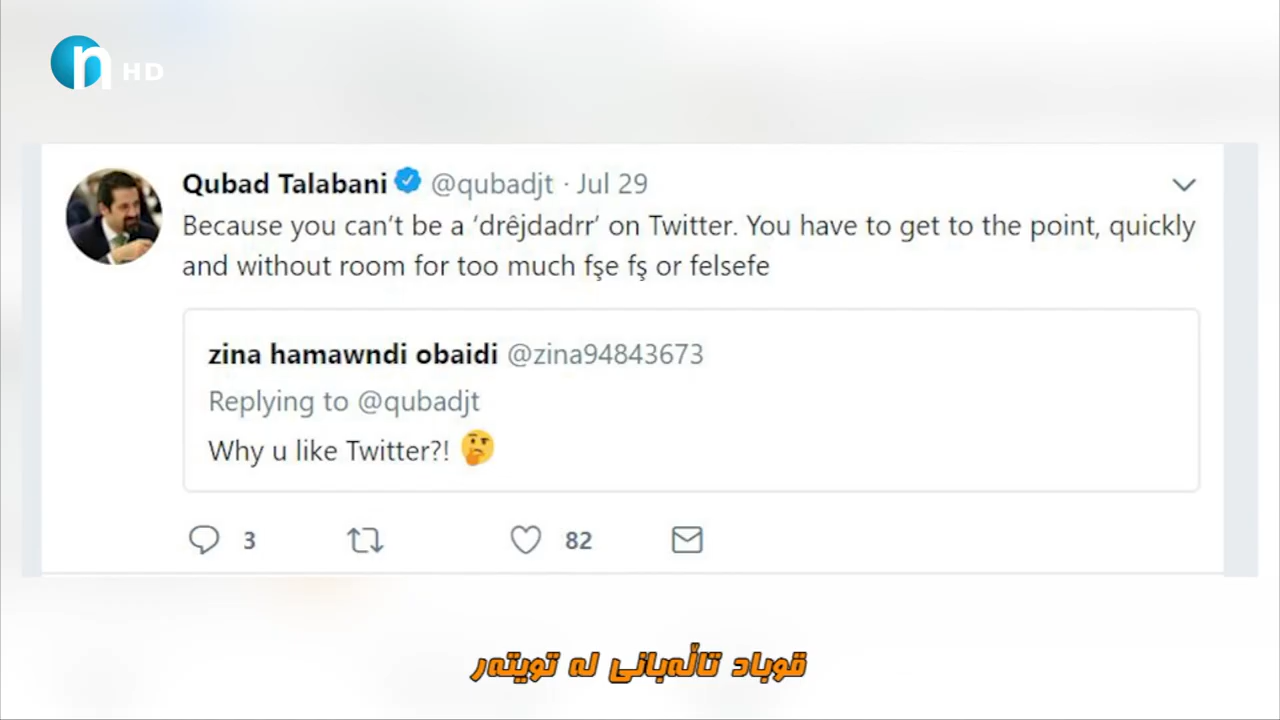 n HD
Qubad Talabani @qubadjt · Jul 29
Because you can't be a 'drêjdadrr' on Twitter. You have to get to the point, quickly
and without room for too much fşe fş or felsefe
zina hamawndi obaidi @zina94843673
Replying to @qubadjt
Why u like Twitter?! 🤔
3 82
قوباد تاڵەبانی لە تویتەر